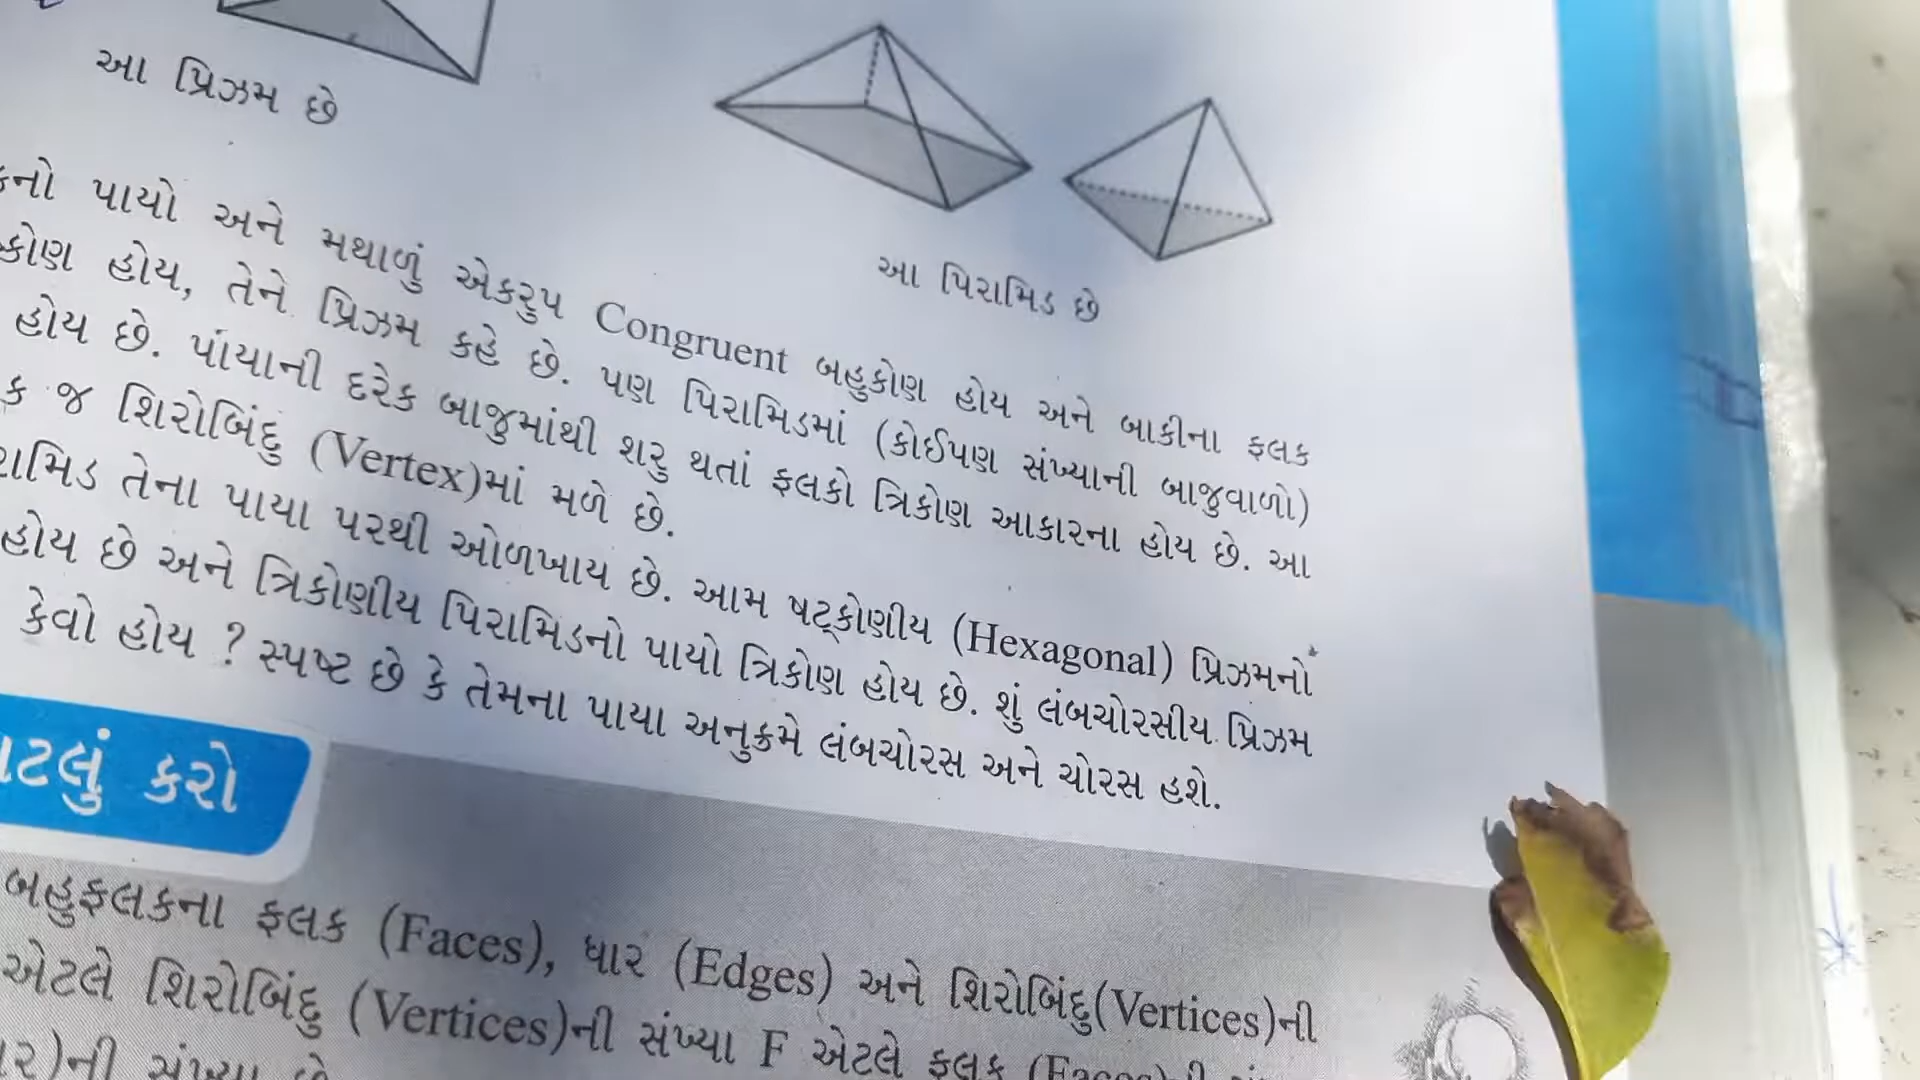 આ પ્રિઝમ છે
આ પિરામિડ છે
પાયો અને મથાળું એકરુપ Congruent બહુકોણ હોય અને બાકીના ફલક
હોય, તેને પ્રિઝમ કહે છે. પણ પિરામિડમાં (કોઈપણ સંખ્યાની બાજુવાળો)
હોય છે. પાયાની દરેક બાજુમાંથી શરુ થતાં ફલકો ત્રિકોણ આકારના હોય છે. આ
જ શિરોબિંદુ (Vertex)માં મળે છે.
તેના પાયા પરથી ઓળખાય છે. આમ ષટ્કોણીય (Hexagonal) પ્રિઝમનો
હોય છે અને ત્રિકોણીય પિરામિડનો પાયો ત્રિકોણ હોય છે. શું લંબચોરસીય પ્રિઝમ
કેવો હોય ? સ્પષ્ટ છે કે તેમના પાયા અનુક્રમે લંબચોરસ અને ચોરસ હશે.
કરો
બહુફલકના ફલક (Faces), ધાર (Edges) અને શિરોબિંદુ(Vertices)ની
એટલે શિરોબિંદુ (Vertices)ની સંખ્યા F એટલે ફલક